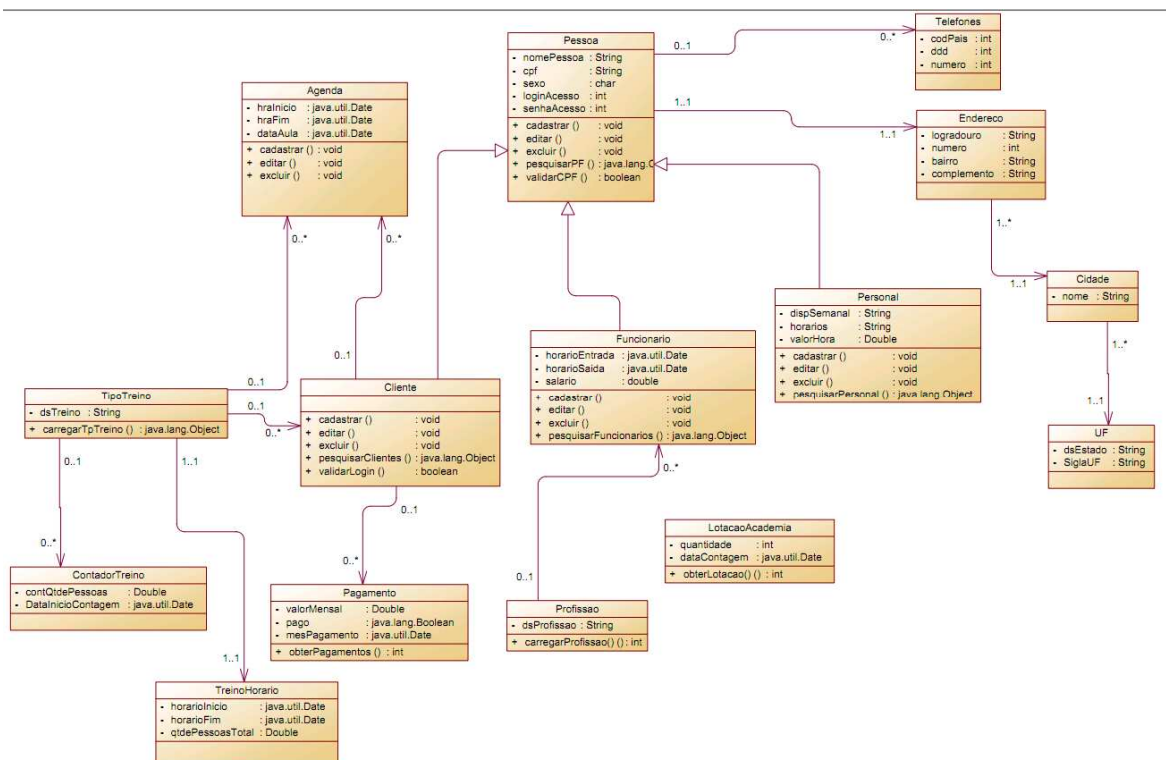 Telefones
- codPais : int
- ddd : int
- numero : int
0..1
0..*
Pessoa
- nomePessoa : String
- cpf : String
- sexo : char
- loginAcesso : int
- senhaAcesso : int
+ cadastrar () : void
+ editar () : void
+ excluir () : void
+ pesquisarPF () : java.lang.O
+ validarCPF () : boolean
1..1
1..1
Agenda
- hraInicio : java.util.Date
- hraFim : java.util.Date
- dataAula : java.util.Date
+ cadastrar () : void
+ editar () : void
+ excluir () : void
0..*
0..*
Endereco
- logradouro : String
- numero : int
- bairro : String
- complemento : String
1..*
1..1
Cidade
- nome : String
1..*
1..1
UF
- dsEstado : String
- SiglaUF : String
Personal
- dispSemanal : String
- horarios : String
- valorHora : Double
+ cadastrar () : void
+ editar () : void
+ excluir () : void
+ pesquisarPersonal () : java.lang.Object
Funcionario
- horarioEntrada : java.util.Date
- horarioSaida : java.util.Date
- salario : double
+ cadastrar () : void
+ editar () : void
+ excluir () : void
+ pesquisarFuncionarios () : java.lang.Object
0..*
0..1
0..1
TipoTreino
- dsTreino : String
+ carregarTpTreino () : java.lang.Object
0..1
0..*
0..1
1..1
Cliente
+ cadastrar () : void
+ editar () : void
+ excluir () : void
+ pesquisarClientes () : java.lang.Object
+ validarLogin () : boolean
0..1
0..*
LotacaoAcademia
- quantidade : int
- dataContagem : java.util.Date
+ obterLotacao() () : int
0..*
ContadorTreino
- contQtdePessoas : Double
- DataInicioContagem : java.util.Date
Pagamento
- valorMensal : Double
- pago : java.lang.Boolean
- mesPagamento : java.util.Date
+ obterPagamentos () : int
0..1
Profissao
- dsProfissao : String
+ carregarProfissao() () : int
1..1
TreinoHorario
- horarioInicio : java.util.Date
- horarioFim : java.util.Date
- qtdePessoasTotal : Double